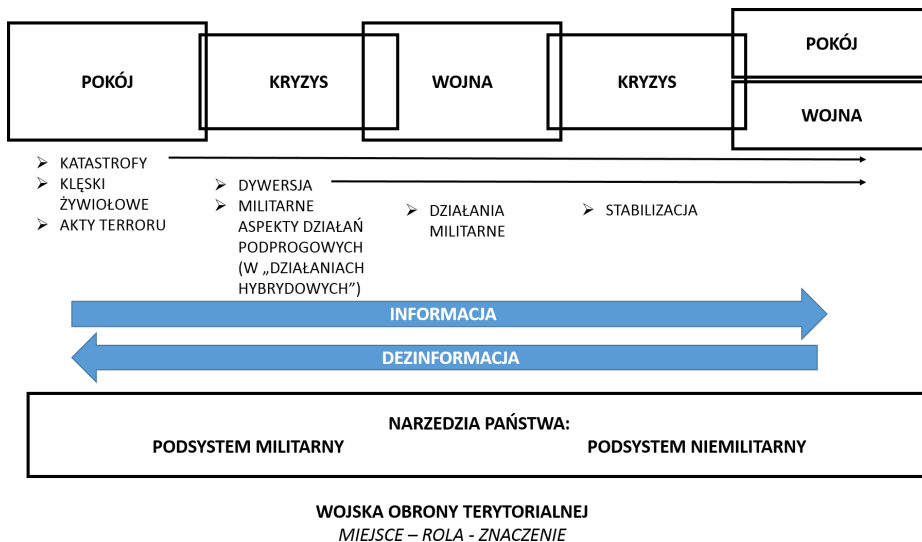 POKÓJ
KRYZYS
WOJNA
KRYZYS
POKÓJ
WOJNA
KATASTROFY
KLĘSKI
ŻYWIOŁOWE
AKTY TERRORU
DYWERSJA
MILITARNE
ASPEKTY DZIAŁAŃ
PODPROGOWYCH
(W „DZIAŁANIACH
HYBRYDOWYCH”)
DZIAŁANIA
MILITARNE
STABILIZACJA
INFORMACJA
DEZINFORMACJA
NARZEDZIA PAŃSTWA:
PODSYSTEM MILITARNY PODSYSTEM NIEMILITARNY
WOJSKA OBRONY TERYTORIALNEJ
MIEJSCE – ROLA - ZNACZENIE